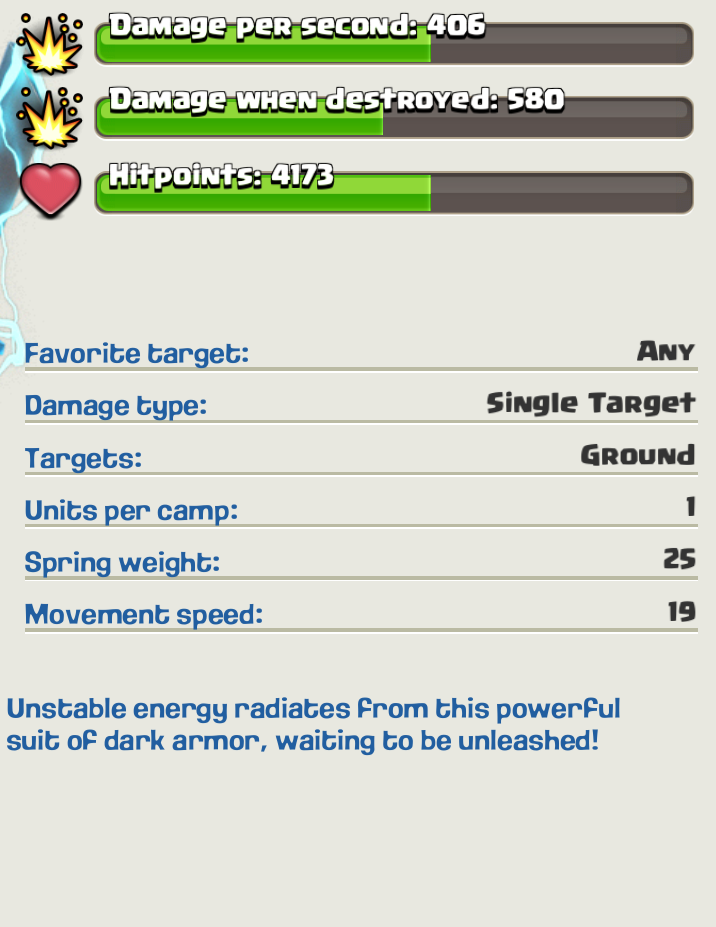 Damage per second: 406
Damage when destroyed: 580
Hitpoints: 4173
Favorite target: Any
Damage type: Single Target
Targets: Ground
Units per camp: 1
Spring weight: 25
Movement speed: 19
Unstable energy radiates from this powerful
suit of dark armor, waiting to be unleashed!